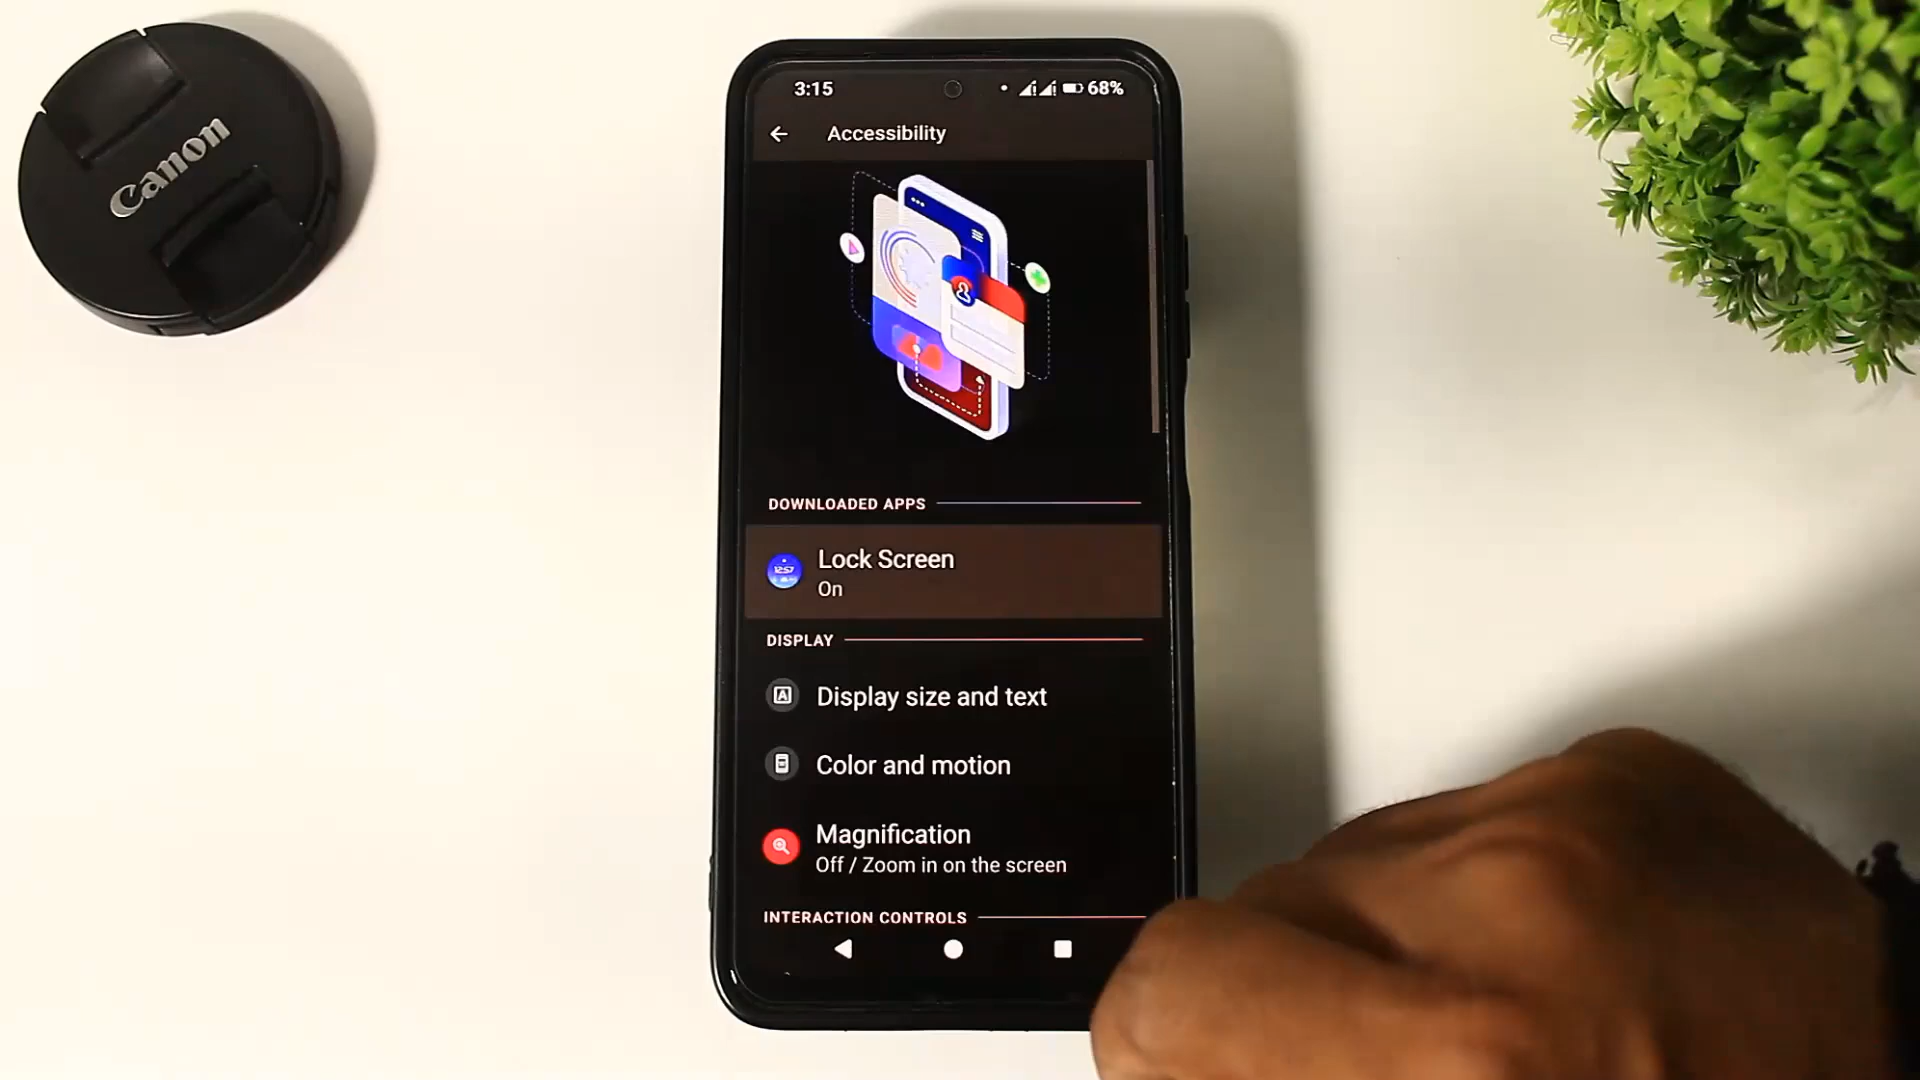 Canon
3:15
68%
Accessibility
DOWNLOADED APPS
Lock Screen
On
DISPLAY
Display size and text
Color and motion
Magnification
Off / Zoom in on the screen
INTERACTION CONTROLS